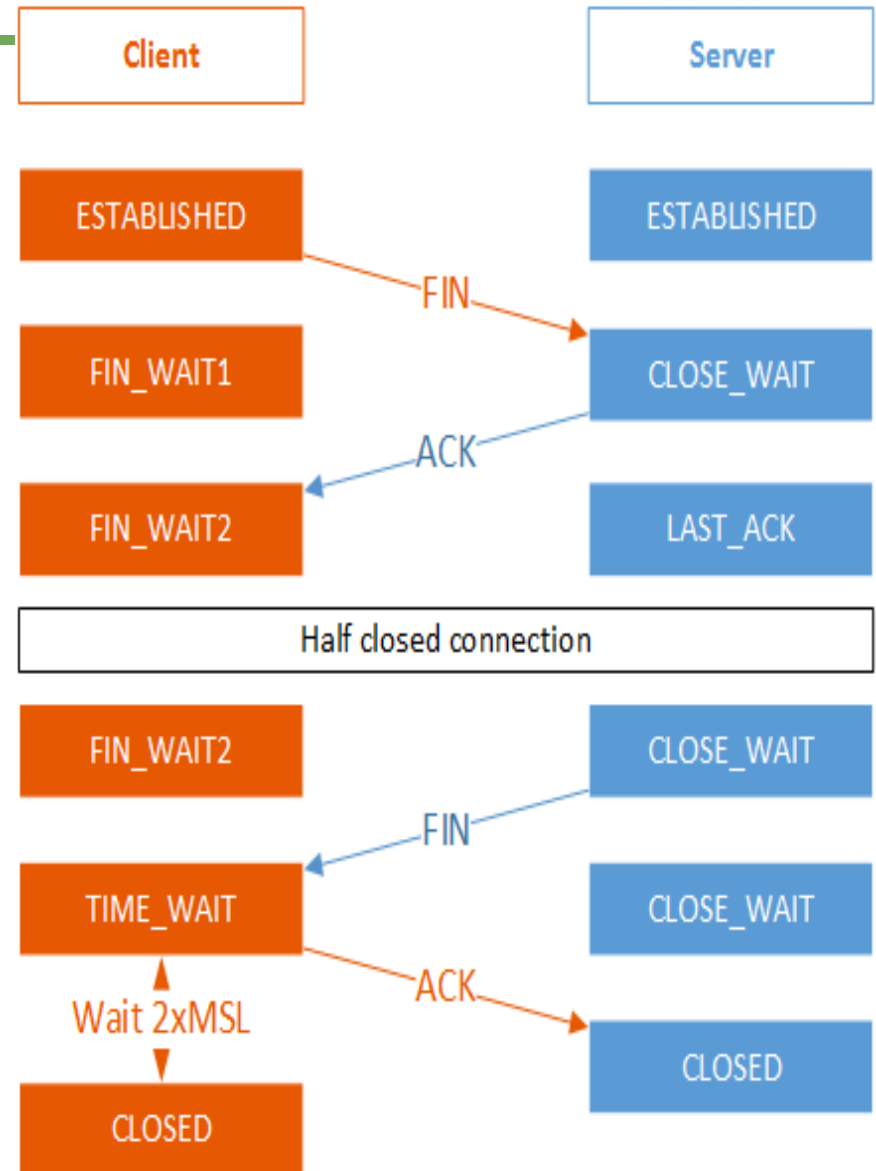 Client
Server
ESTABLISHED
ESTABLISHED
FIN
FIN_WAIT1
CLOSE_WAIT
ACK
FIN_WAIT2
LAST_ACK
Half closed connection
FIN_WAIT2
CLOSE_WAIT
FIN
TIME_WAIT
CLOSE_WAIT
ACK
Wait 2xMSL
CLOSED
CLOSED